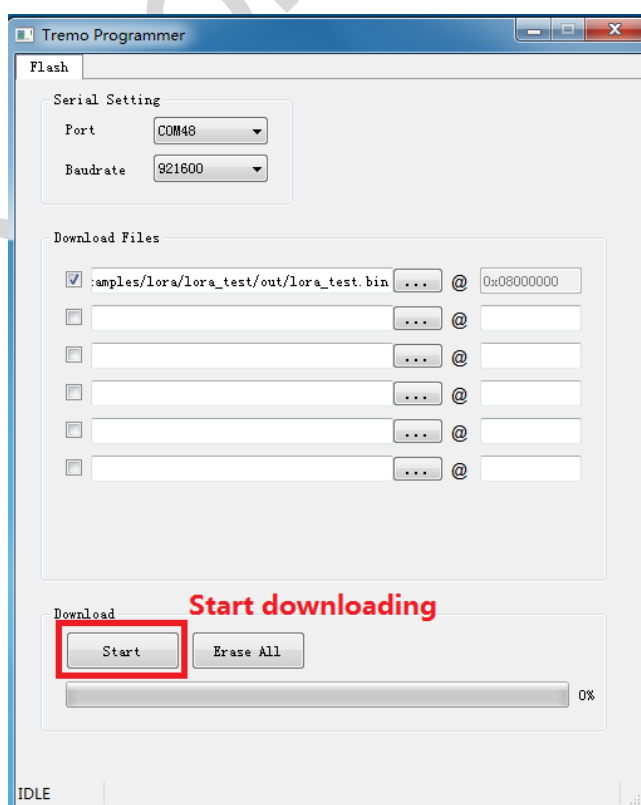 Tremo Programmer
Flash
Serial Setting
Port COM48
Baudrate 921600
Download Files
:amples/lora/lora_test/out/lora_test.bin ... @ 0x08000000
... @
... @
... @
... @
... @
Start downloading
Download
Start Erase All
0%
IDLE